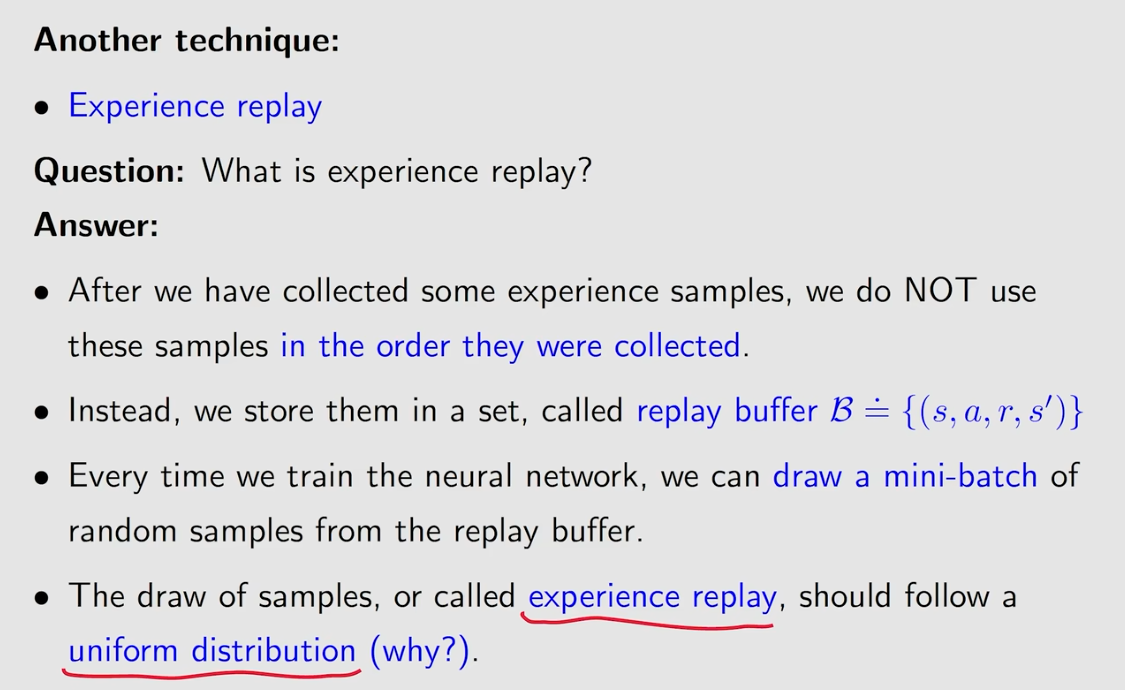 Another technique:
• Experience replay
Question: What is experience replay?
Answer:
• After we have collected some experience samples, we do NOT use
these samples in the order they were collected.
• Instead, we store them in a set, called replay buffer ℬ ≐ {(s, a, r, s′)}
• Every time we train the neural network, we can draw a mini-batch of
random samples from the replay buffer.
• The draw of samples, or called experience replay, should follow a
uniform distribution (why?).